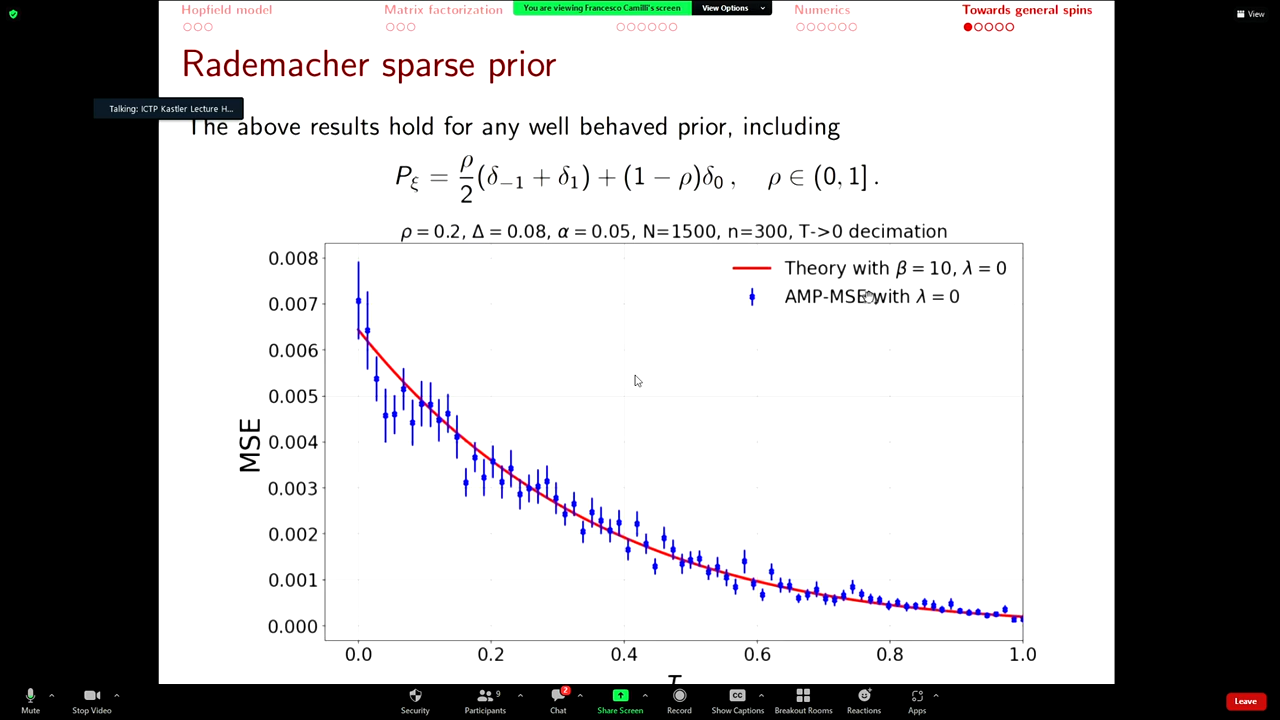 Hopfield model Matrix factorization Numerics Towards general spins
You are viewing Francesco Camilli's screen View Options
View
Rademacher sparse prior
Talking: ICTP Kastler Lecture H...
The above results hold for any well behaved prior, including
P_ξ = ρ/2 (δ_{-1} + δ_1) + (1 − ρ)δ_0 , ρ ∈ (0, 1] .
ρ = 0.2, Δ = 0.08, α = 0.05, N=1500, n=300, T->0 decimation
Theory with β = 10, λ = 0
AMP-MSE with λ = 0
MSE
0.008
0.007
0.006
0.005
0.004
0.003
0.002
0.001
0.000
0.0 0.2 0.4 0.6 0.8 1.0
Mute Stop Video Security Participants 9 Chat 2 Share Screen Record Show Captions Breakout Rooms Reactions Apps Leave